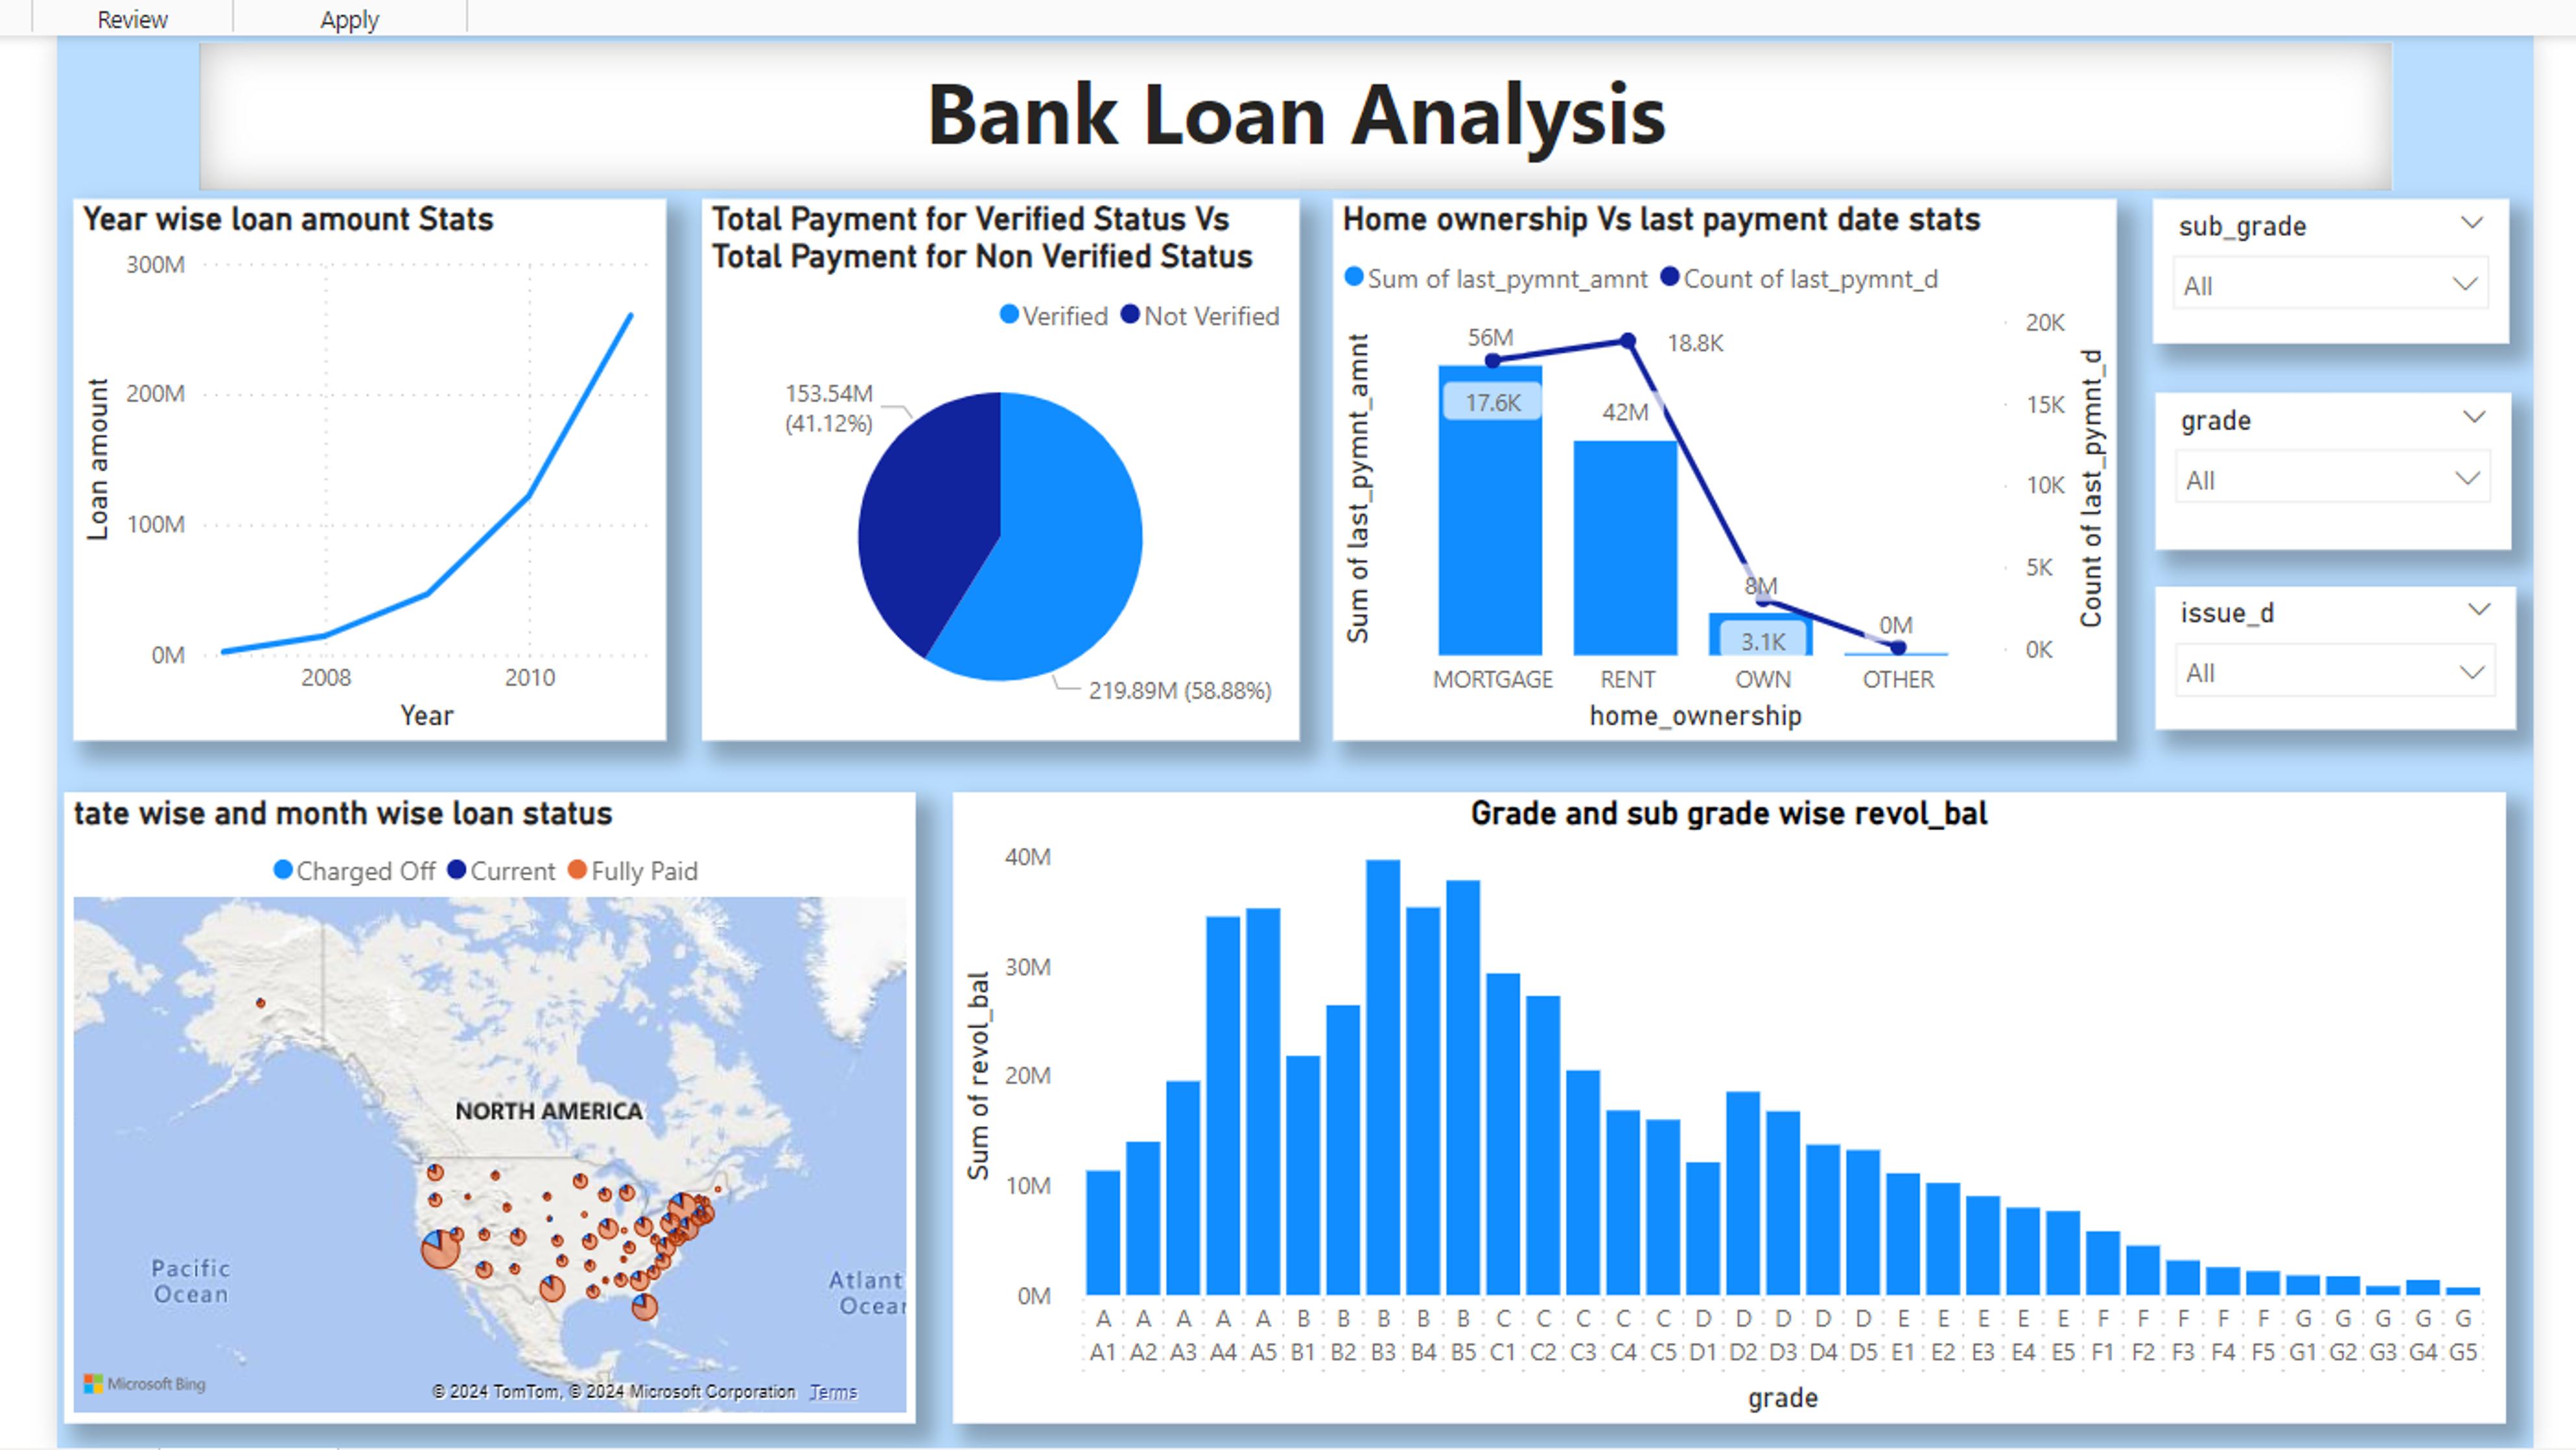 Review
Apply
Bank Loan Analysis
Year wise loan amount Stats
300M
200M
100M
0M
Loan amount
2008
2010
Year
Total Payment for Verified Status Vs
Total Payment for Non Verified Status
Verified
Not Verified
153.54M
(41.12%)
219.89M (58.88%)
Home ownership Vs last payment date stats
Sum of last_pymnt_amnt
Count of last_pymnt_d
Sum of last_pymnt_amnt
56M
17.6K
18.8K
42M
8M
3.1K
0M
20K
15K
10K
5K
0K
Count of last_pymnt_d
MORTGAGE
RENT
OWN
OTHER
home_ownership
sub_grade
All
grade
All
issue_d
All
tate wise and month wise loan status
Charged Off
Current
Fully Paid
NORTH AMERICA
Pacific
Ocean
Atlant
Ocear
Microsoft Bing
© 2024 TomTom, © 2024 Microsoft Corporation Terms
Grade and sub grade wise revol_bal
40M
30M
20M
10M
0M
Sum of revol_bal
A A A A A B B B B B C C C C C D D D D D E E E E E F F F F F G G G G G
A1 A2 A3 A4 A5 B1 B2 B3 B4 B5 C1 C2 C3 C4 C5 D1 D2 D3 D4 D5 E1 E2 E3 E4 E5 F1 F2 F3 F4 F5 G1 G2 G3 G4 G5
grade